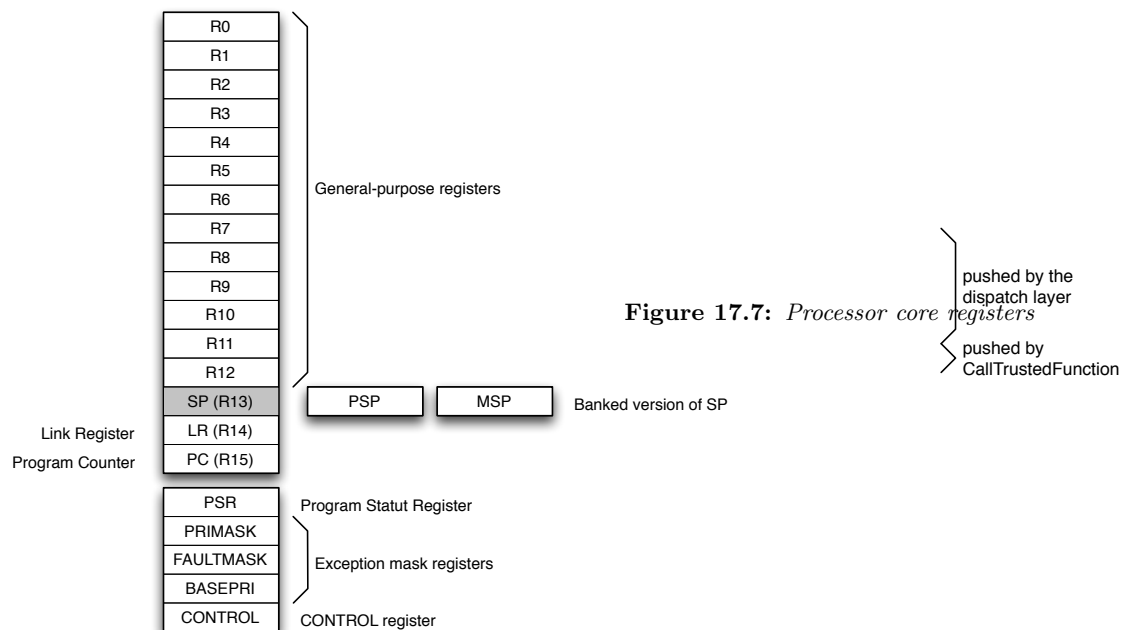 R0
R1
R2
R3
R4
R5
R6
General-purpose registers
R7
R8
R9
pushed by the
dispatch layer
R10
Figure 17.7: Processor core registers
R11
pushed by
CallTrustedFunction
R12
SP (R13) PSP MSP Banked version of SP
Link Register LR (R14)
Program Counter PC (R15)
PSR Program Statut Register
PRIMASK
FAULTMASK Exception mask registers
BASEPRI
CONTROL CONTROL register